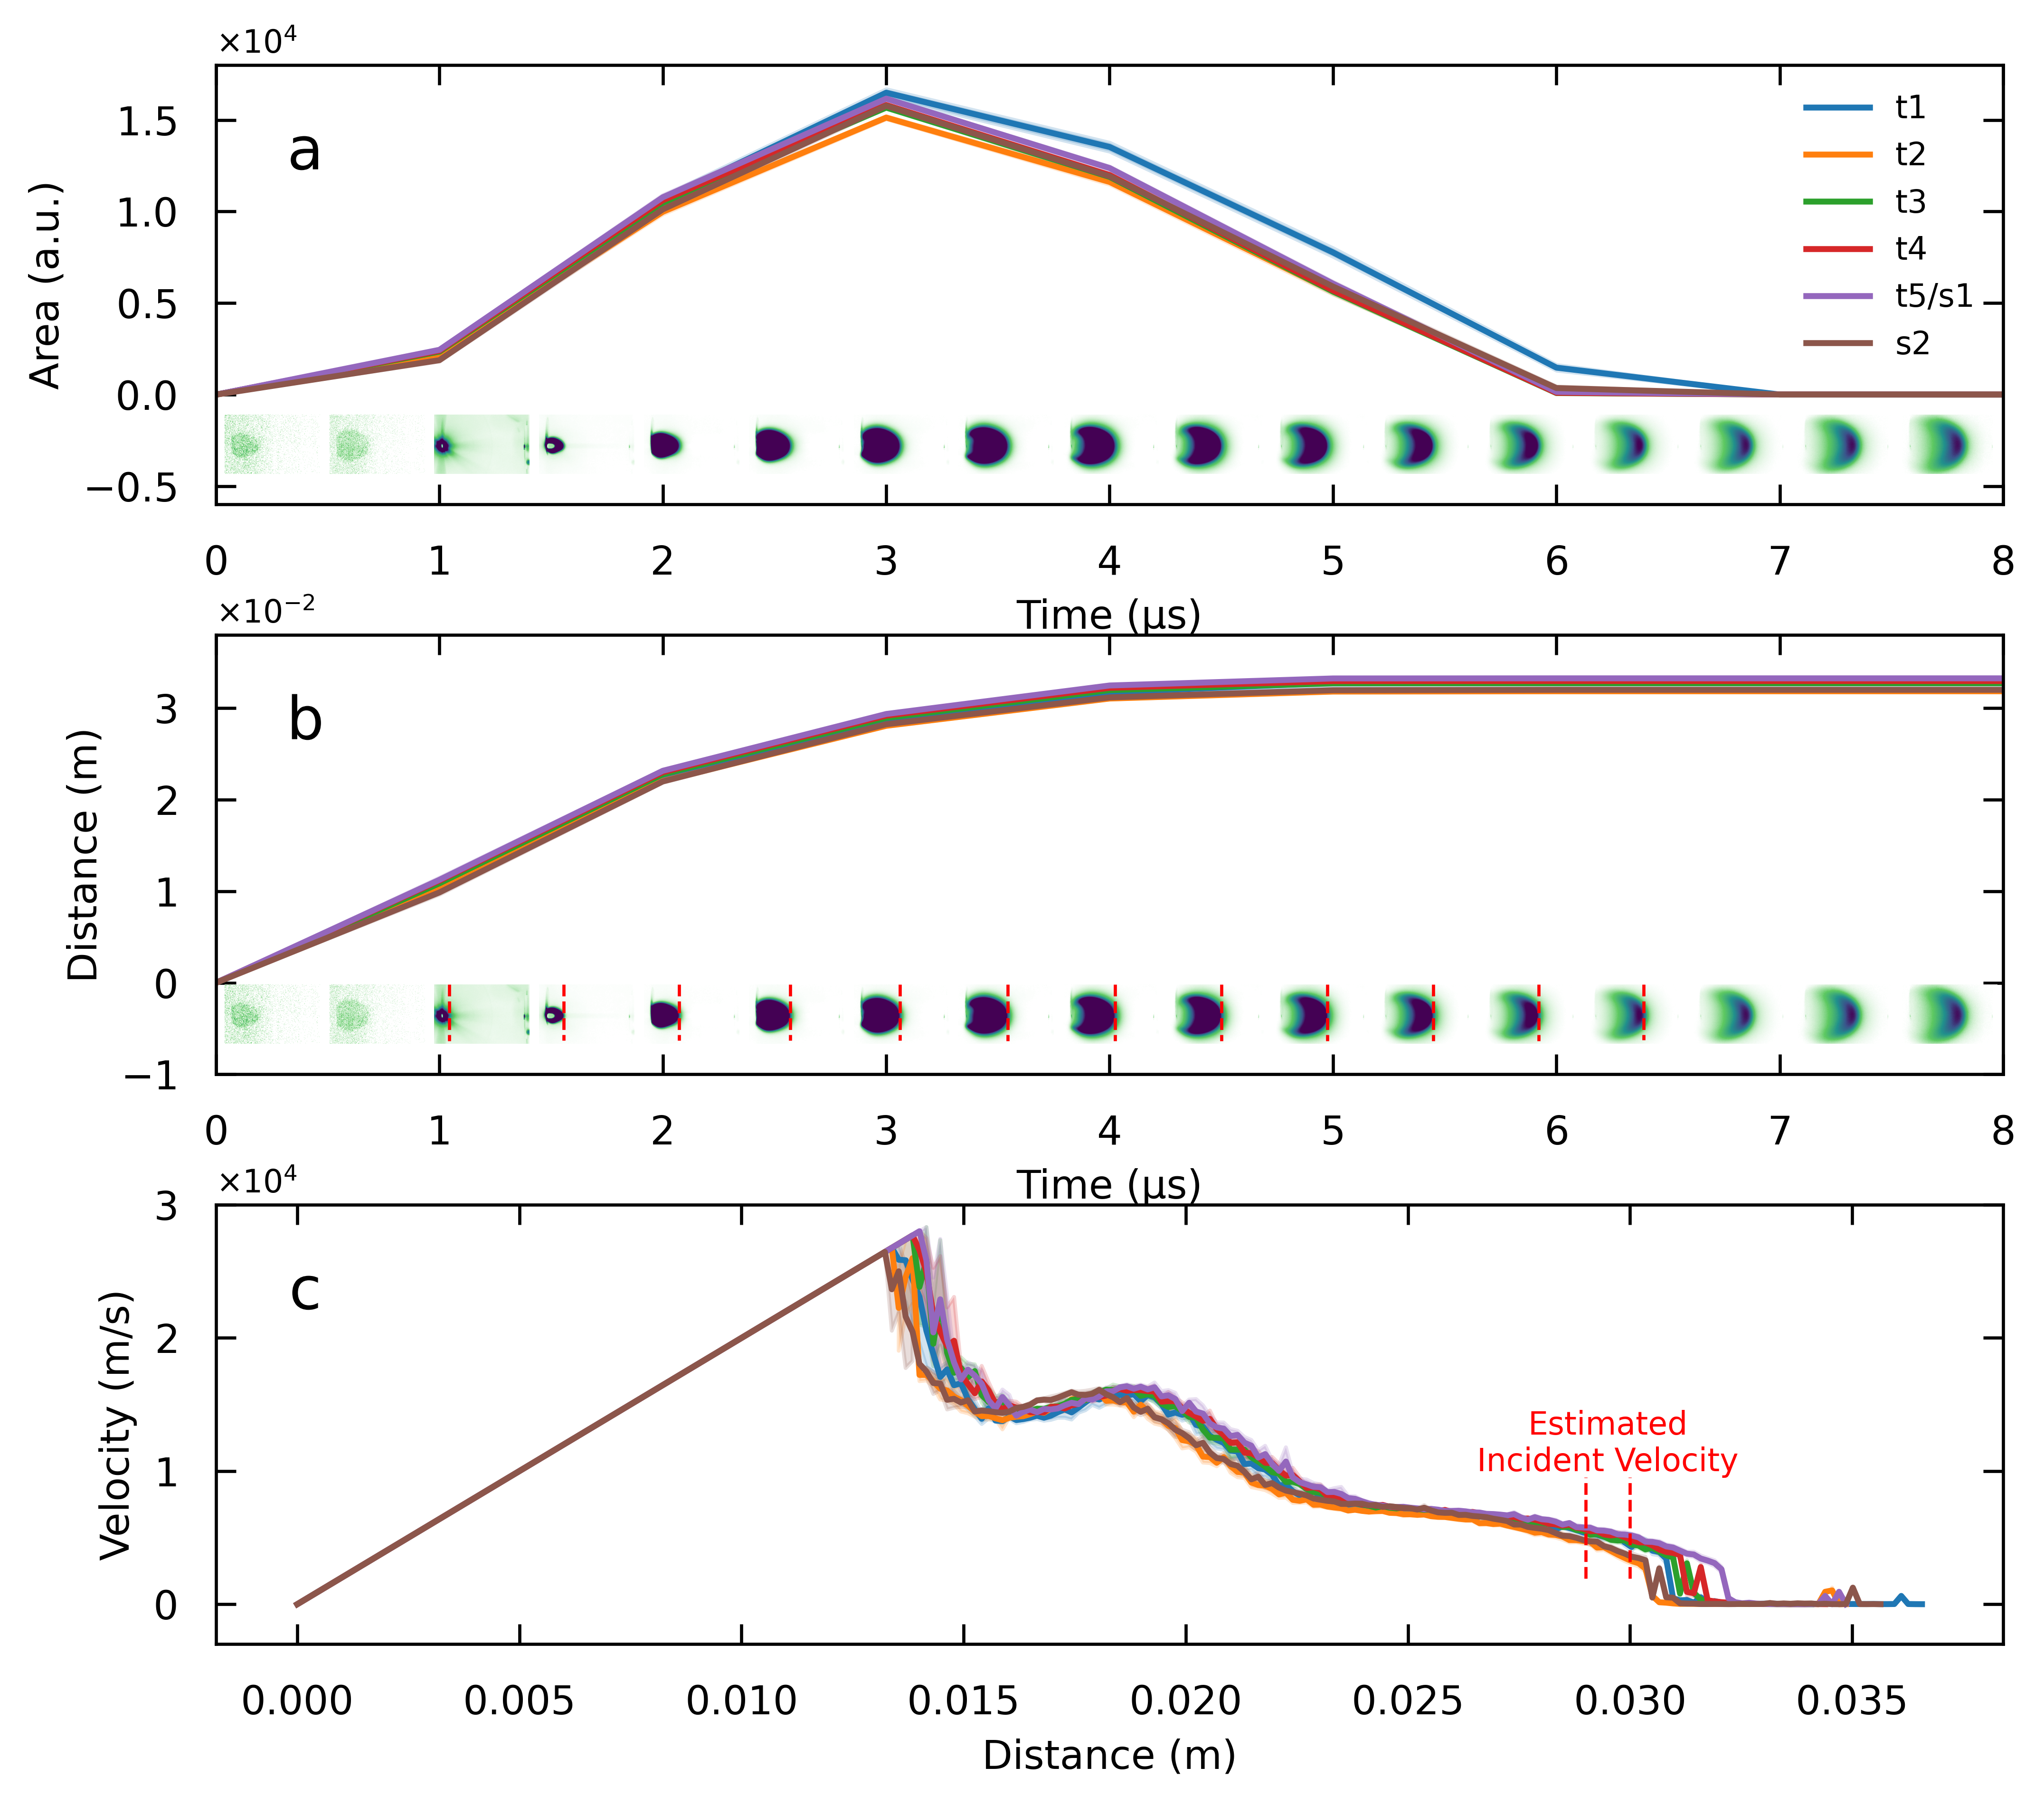 ×10⁴
1.5
1.0
0.5
0.0
−0.5
Area (a.u.)
a
t1
t2
t3
t4
t5/s1
s2
0 1 2 3 4 5 6 7 8
Time (µs)
×10⁻²
3
2
1
0
−1
Distance (m)
b
0 1 2 3 4 5 6 7 8
Time (µs)
×10⁴
3
2
1
0
Velocity (m/s)
c
Estimated
Incident Velocity
0.000 0.005 0.010 0.015 0.020 0.025 0.030 0.035
Distance (m)